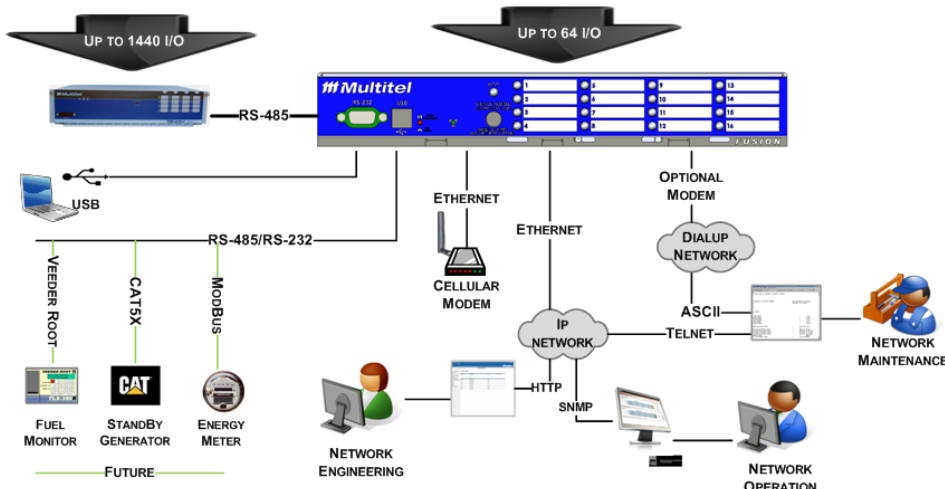 UP TO 1440 I/O
UP TO 64 I/O
Multitel
Multitel
RS-232
USB
1
2
3
4
5
6
7
8
9
10
11
12
13
14
15
16
FUSION
RS-485
USB
RS-485/RS-232
ETHERNET
CELLULAR
MODEM
ETHERNET
OPTIONAL
MODEM
DIALUP
NETWORK
ASCII
TELNET
IP
NETWORK
HTTP
SNMP
NETWORK
MAINTENANCE
VEEDER ROOT
CAT5X
MODBUS
CAT
FUEL
MONITOR
STANDBY
GENERATOR
ENERGY
METER
FUTURE
NETWORK
ENGINEERING
NETWORK
OPERATION